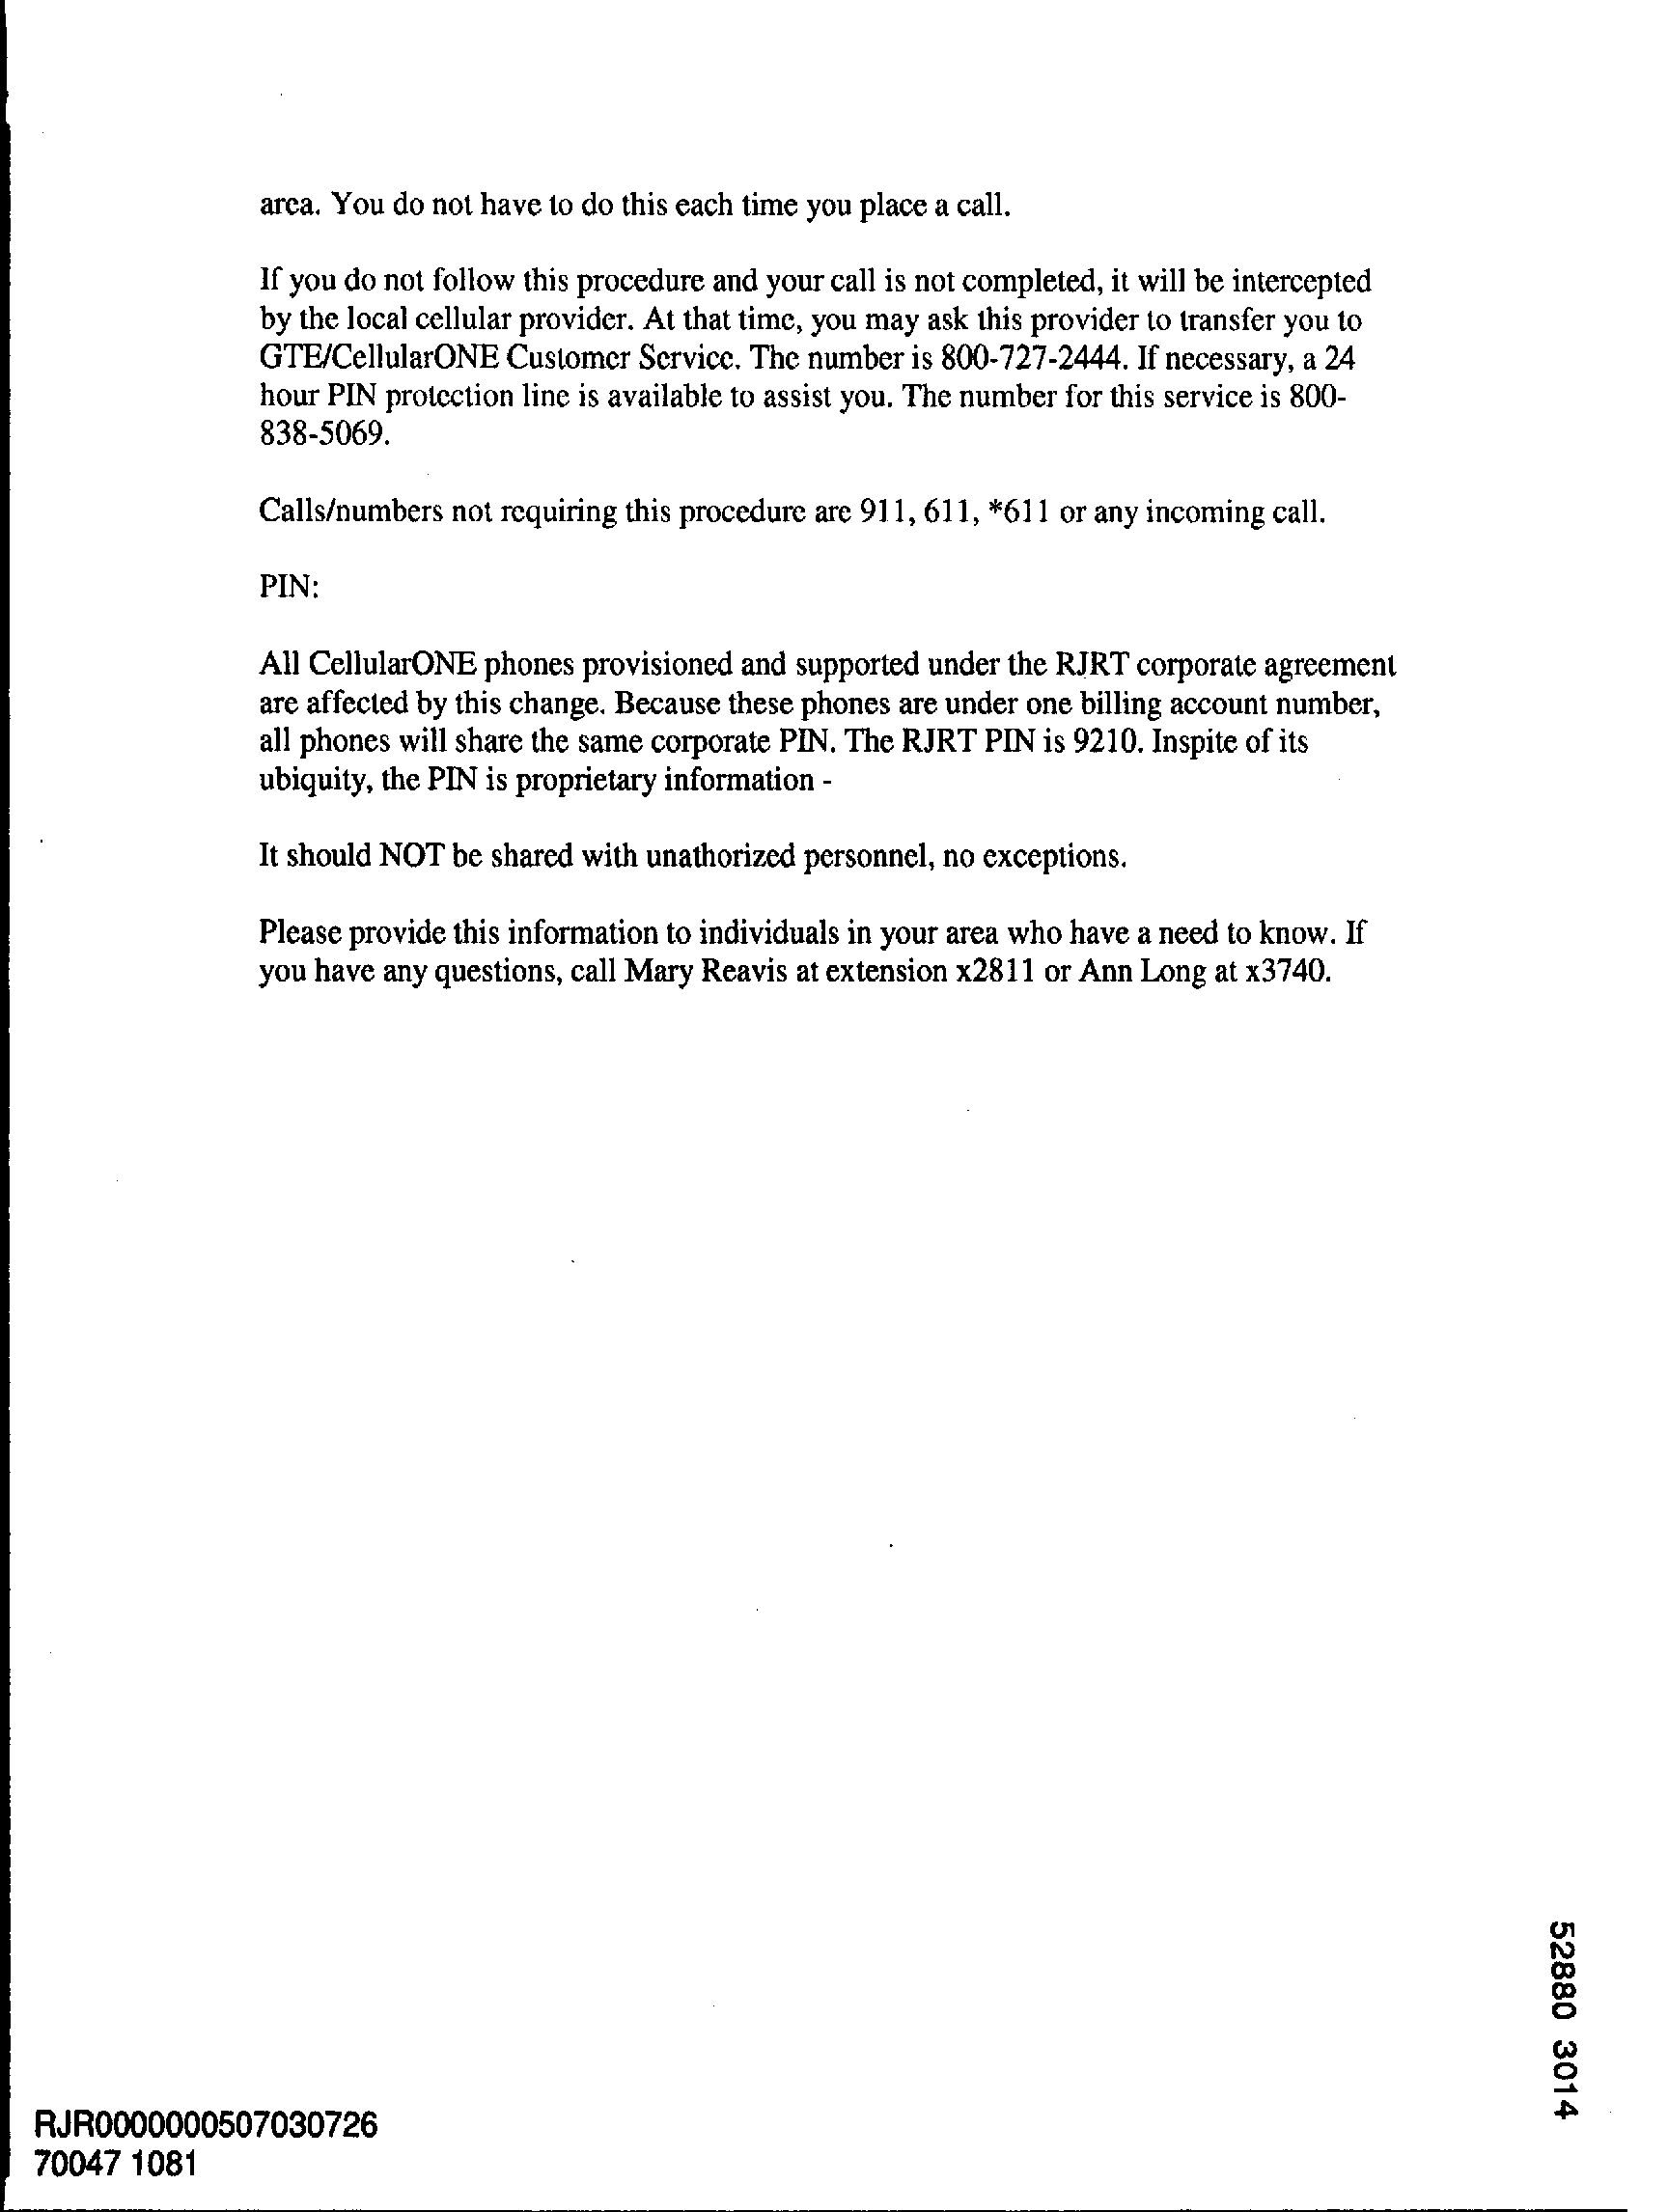 area. You do not have to do this each time you place a call.
If you do not follow this procedure and your call is not completed, it will be intercepted
by the local cellular provider. At that time, you may ask this provider to transfer you to
GTE/CellularONE Customer Service. The number is 800-727-2444. If necessary, a 24
hour PIN protection line is available to assist you. The number for this service is 800-
838-5069.
Calls/numbers not requiring this procedure are 911, 611, *611 or any incoming call.
PIN:
All CellularONE phones provisioned and supported under the RJRT corporate agreement
are affected by this change. Because these phones are under one billing account number,
all phones will share the same corporate PIN. The RJRT PIN is 9210. Inspite of its
ubiquity, the PIN is proprietary information -
It should NOT be shared with unathorized personnel, no exceptions.
Please provide this information to individuals in your area who have a need to know. If
you have any questions, call Mary Reavis at extension x2811 or Ann Long at x3740.
52880 3014
RJR0000000507030726
70047 1081